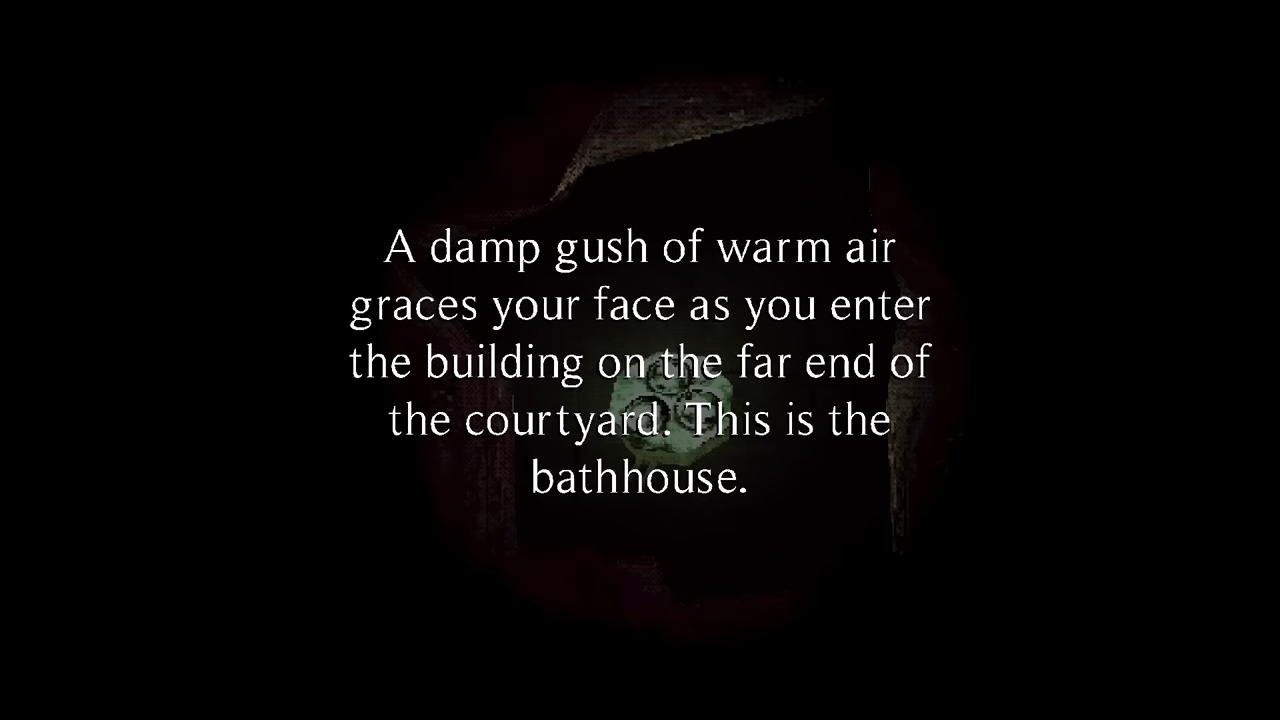 A damp gush of warm air
graces your face as you enter
the building on the far end of
the courtyard. This is the
bathhouse.